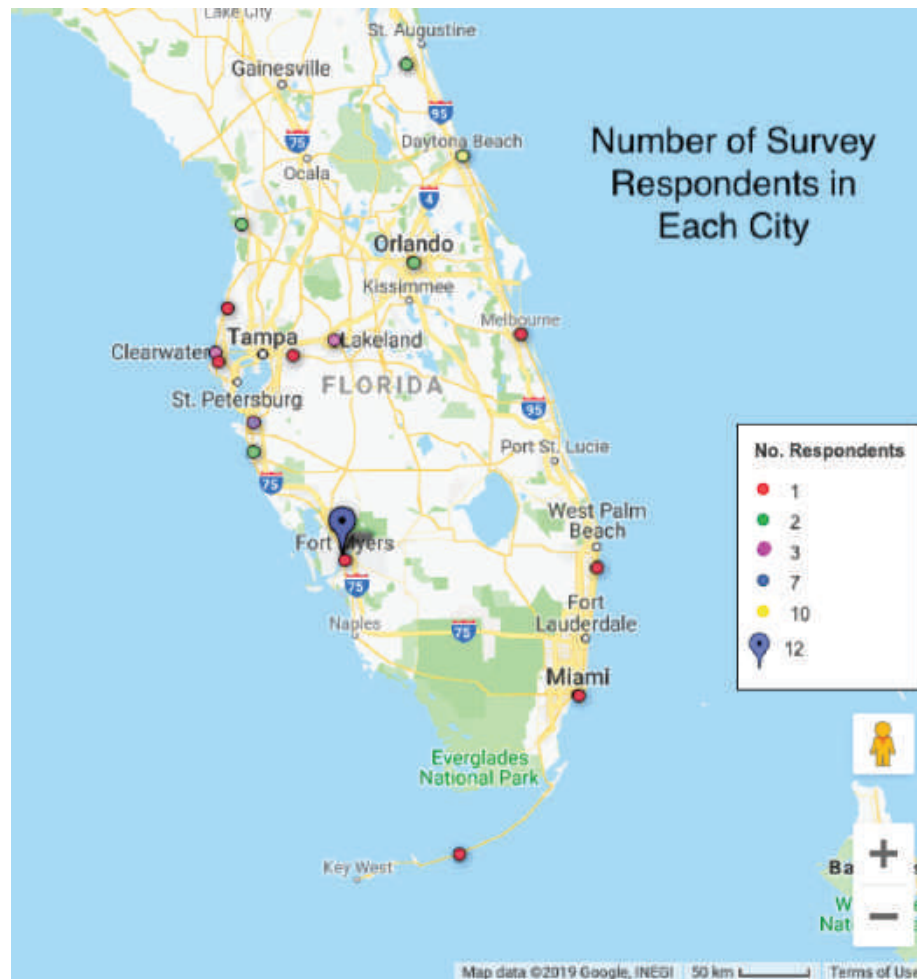 Lake City
St. Augustine
Gainesville
95
75
Daytona Beach
Ocala
4
Number of Survey
Respondents in
Each City
Orlando
Kissimmee
Melbourne
Tampa
Lakeland
Clearwater
FLORIDA
St. Petersburg
95
Port St. Lucie
75
No. Respondents
1
2
3
7
10
12
West Palm
Beach
Fort Myers
75
Fort
Lauderdale
Naples
75
Miami
Everglades
National Park
Key West
Map data ©2019 Google, INEGI
50 km
Terms of Use